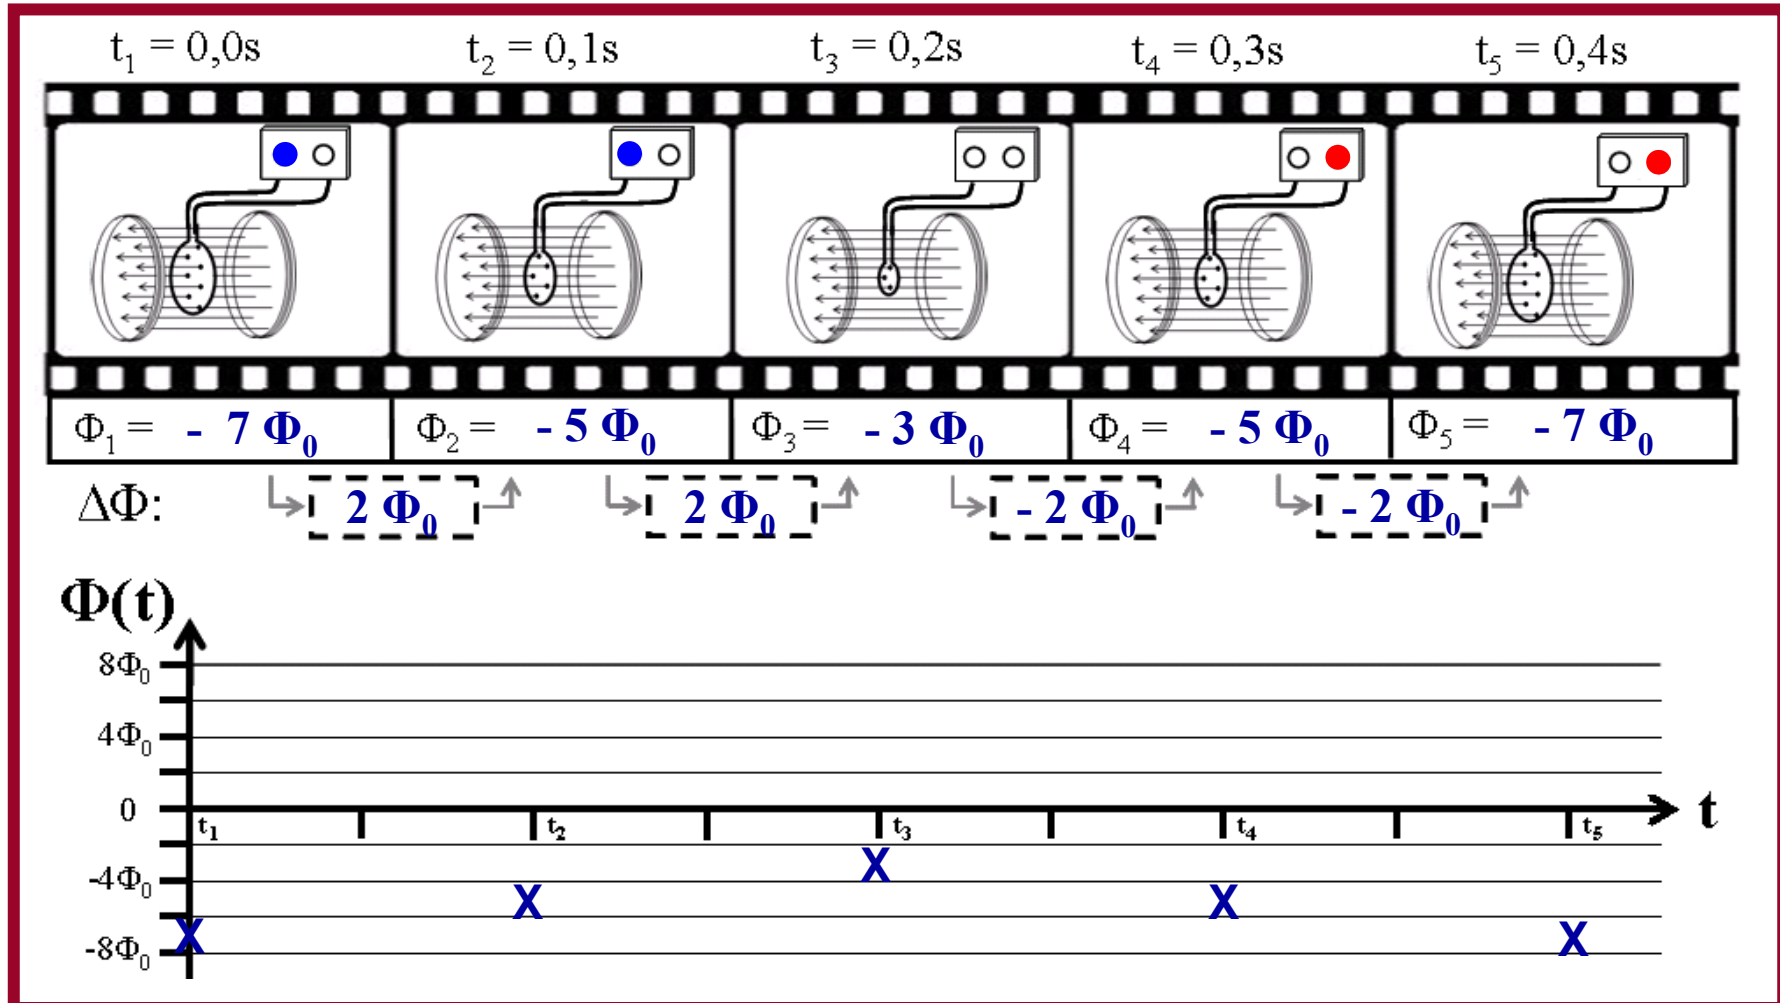 t₁ = 0,0s t₂ = 0,1s t₃ = 0,2s t₄ = 0,3s t₅ = 0,4s
Φ₁ = - 7 Φ₀ Φ₂ = - 5 Φ₀ Φ₃ = - 3 Φ₀ Φ₄ = - 5 Φ₀ Φ₅ = - 7 Φ₀
ΔΦ: 2 Φ₀ 2 Φ₀ - 2 Φ₀ - 2 Φ₀
Φ(t)
8Φ₀
4Φ₀
0 t
t₁ t₂ t₃ t₄ t₅
X
-4Φ₀
X X
X X
-8Φ₀